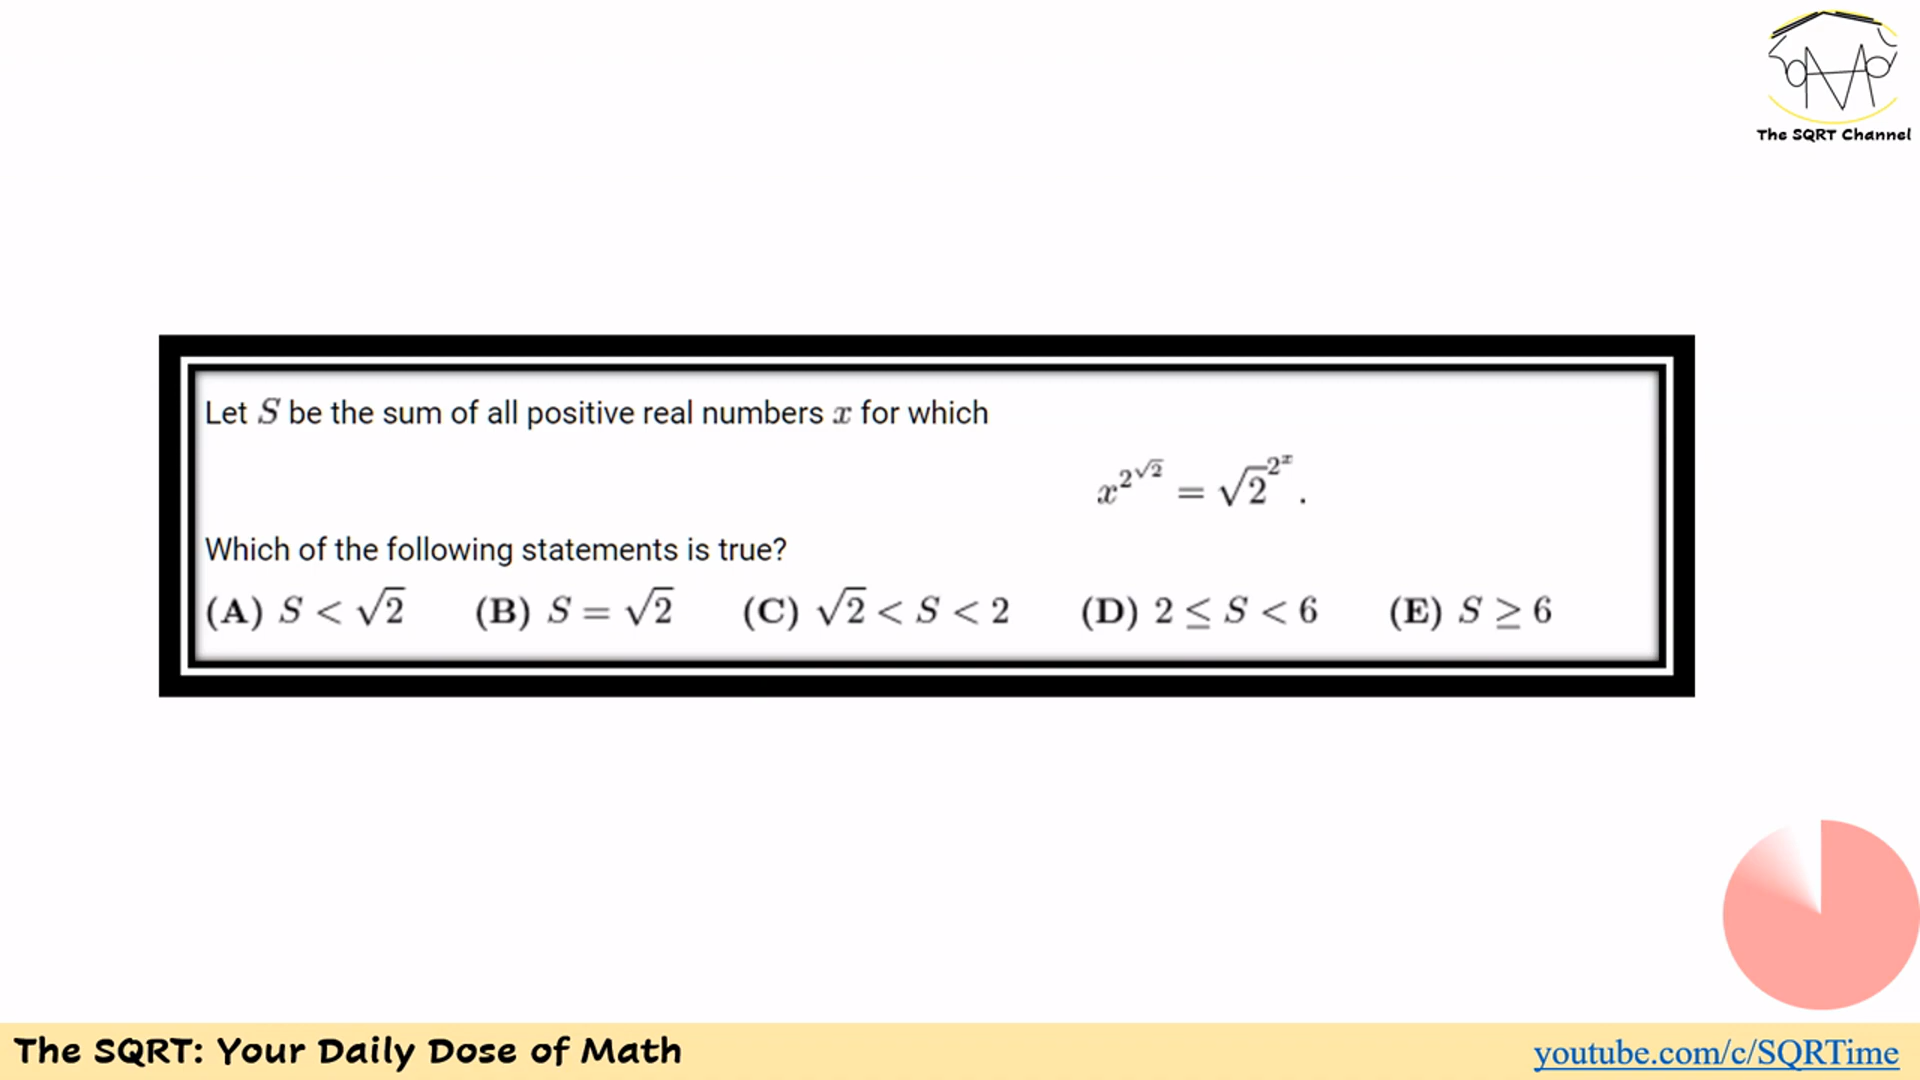 The SQRT Channel
Let S be the sum of all positive real numbers x for which
x^{2^{√2}} = √2^{2^x}.
Which of the following statements is true?
(A) S < √2 (B) S = √2 (C) √2 < S < 2 (D) 2 ≤ S < 6 (E) S ≥ 6
The SQRT: Your Daily Dose of Math
youtube.com/c/SQRTime